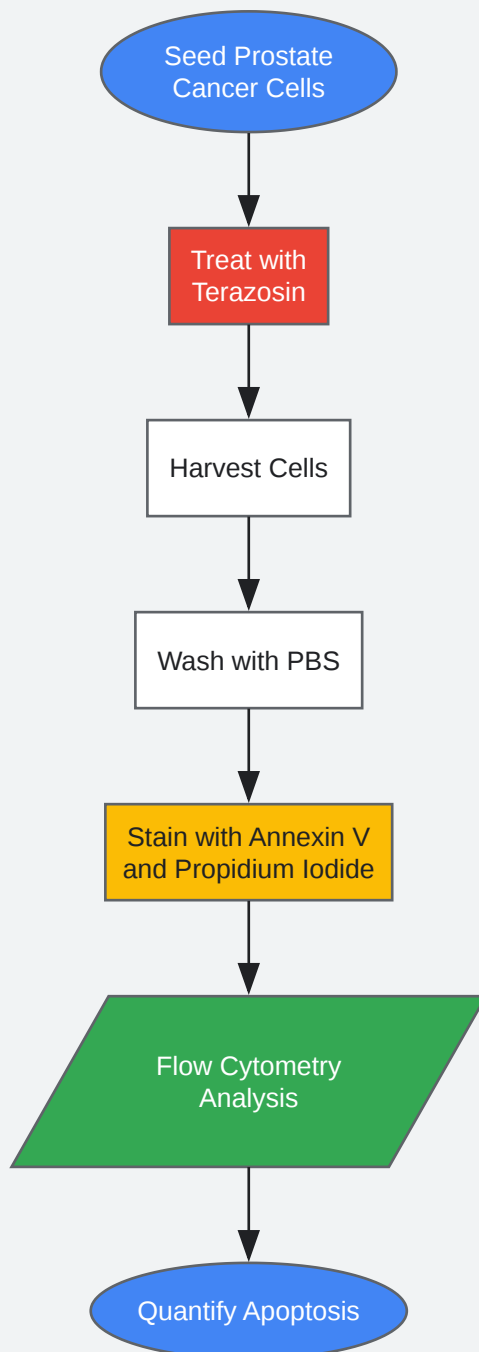 Seed Prostate
Cancer Cells
Treat with
Terazosin
Harvest Cells
Wash with PBS
Stain with Annexin V
and Propidium Iodide
Flow Cytometry
Analysis
Quantify Apoptosis